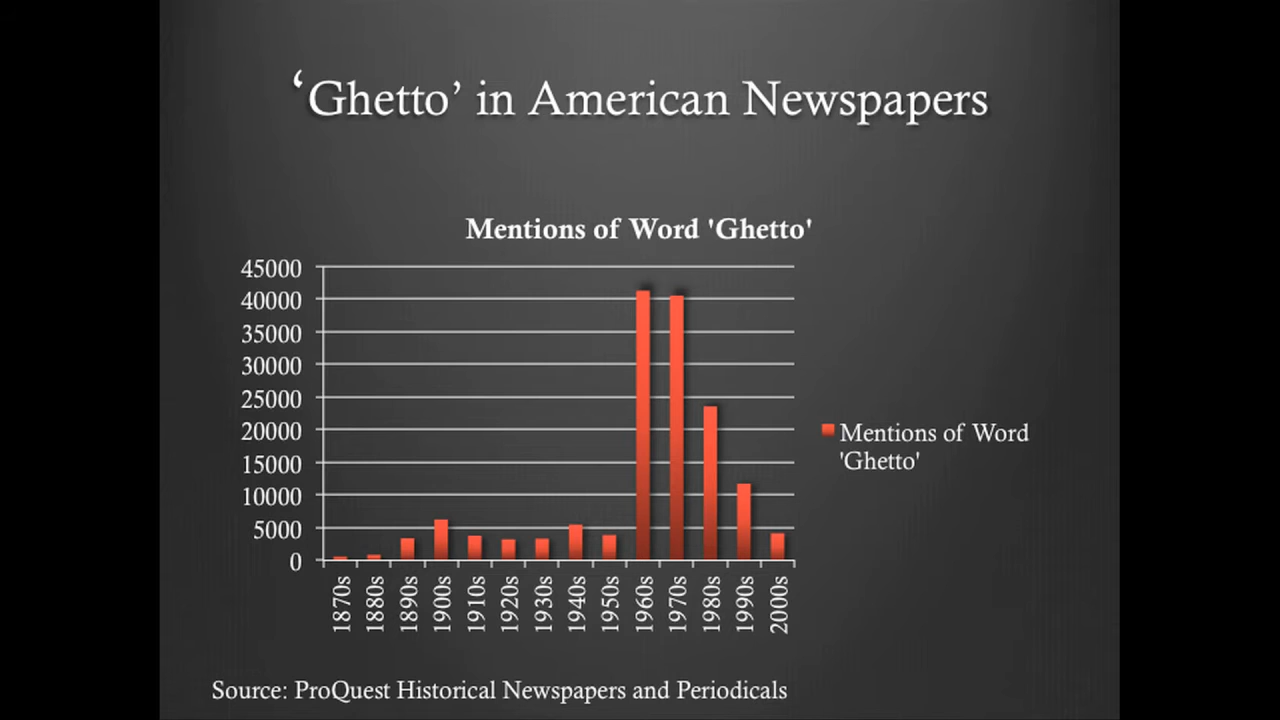 ‘Ghetto’ in American Newspapers
Mentions of Word 'Ghetto'
45000
40000
35000
30000
25000
20000
15000
10000
5000
0
1870s
1880s
1890s
1900s
1910s
1920s
1930s
1940s
1950s
1960s
1970s
1980s
1990s
2000s
Mentions of Word
'Ghetto'
Source: ProQuest Historical Newspapers and Periodicals